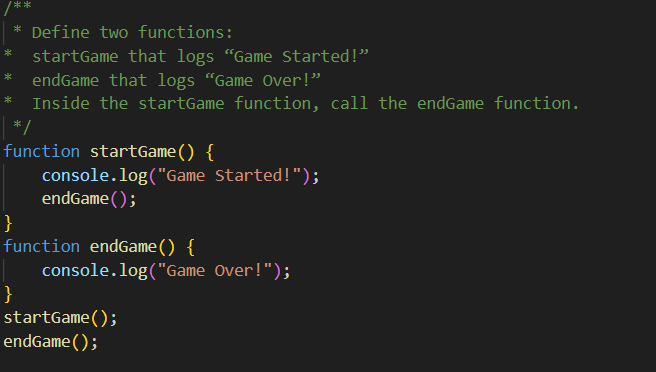 /**
 * Define two functions:
*  startGame that logs “Game Started!”
*  endGame that logs “Game Over!”
*  Inside the startGame function, call the endGame function.
 */
function startGame() {
    console.log("Game Started!");
    endGame();
}
function endGame() {
    console.log("Game Over!");
}
startGame();
endGame();